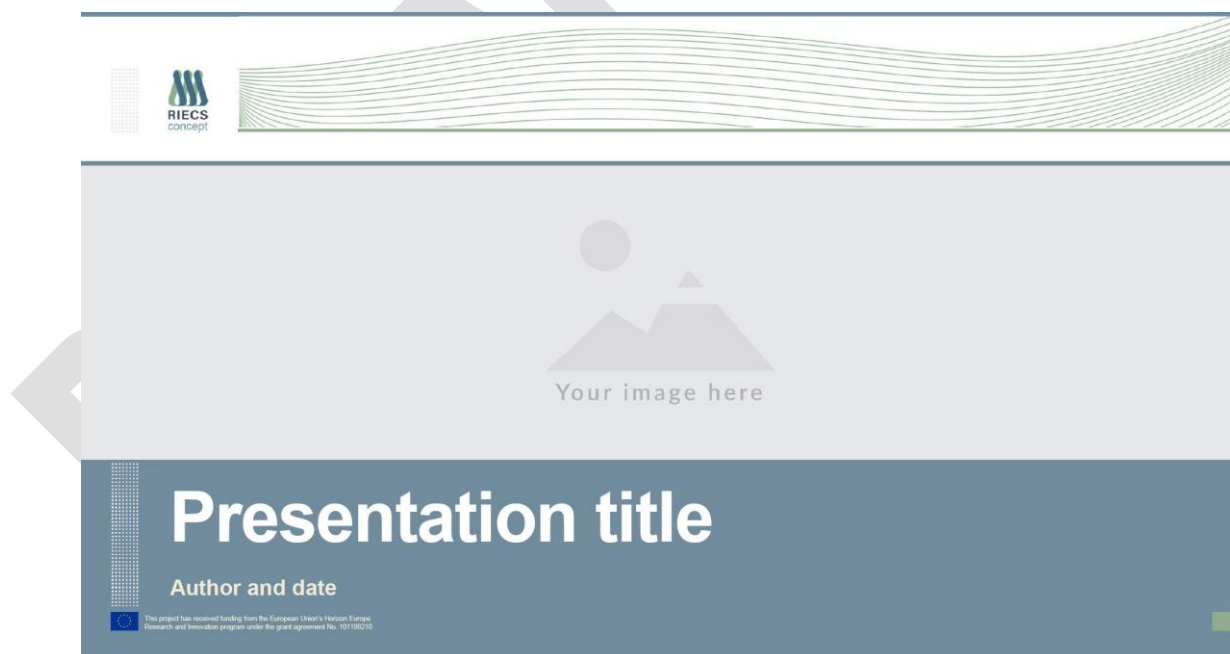 RIECS
concept
Your image here
Presentation title
Author and date
This project has received funding from the European Union's Horizon Europe
Research and Innovation program under the grant agreement No. 101188210